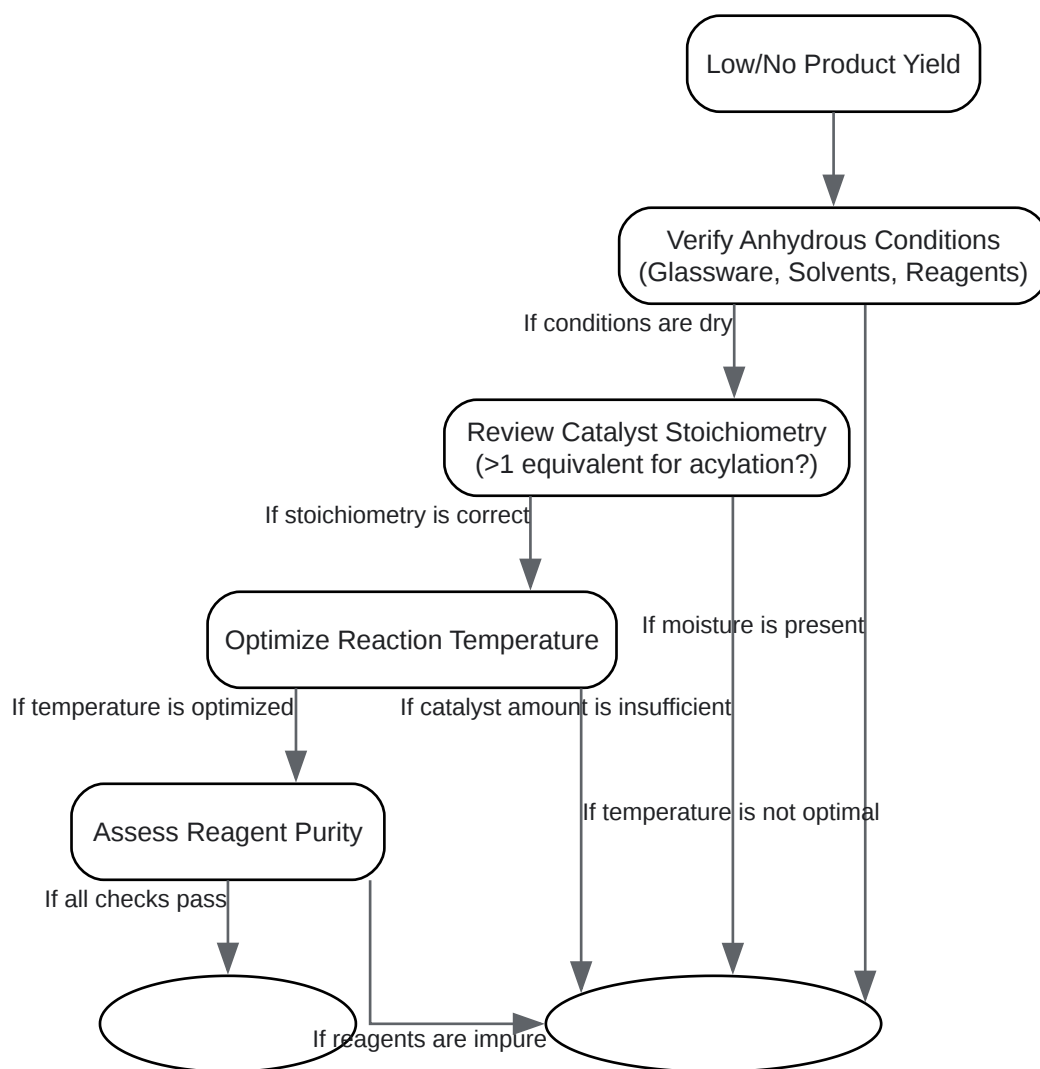 Low/No Product Yield
Verify Anhydrous Conditions
(Glassware, Solvents, Reagents)
If conditions are dry
Review Catalyst Stoichiometry
(>1 equivalent for acylation?)
If stoichiometry is correct
If moisture is present
Optimize Reaction Temperature
If temperature is optimized
If catalyst amount is insufficient
If temperature is not optimal
Assess Reagent Purity
If all checks pass
If reagents are impure